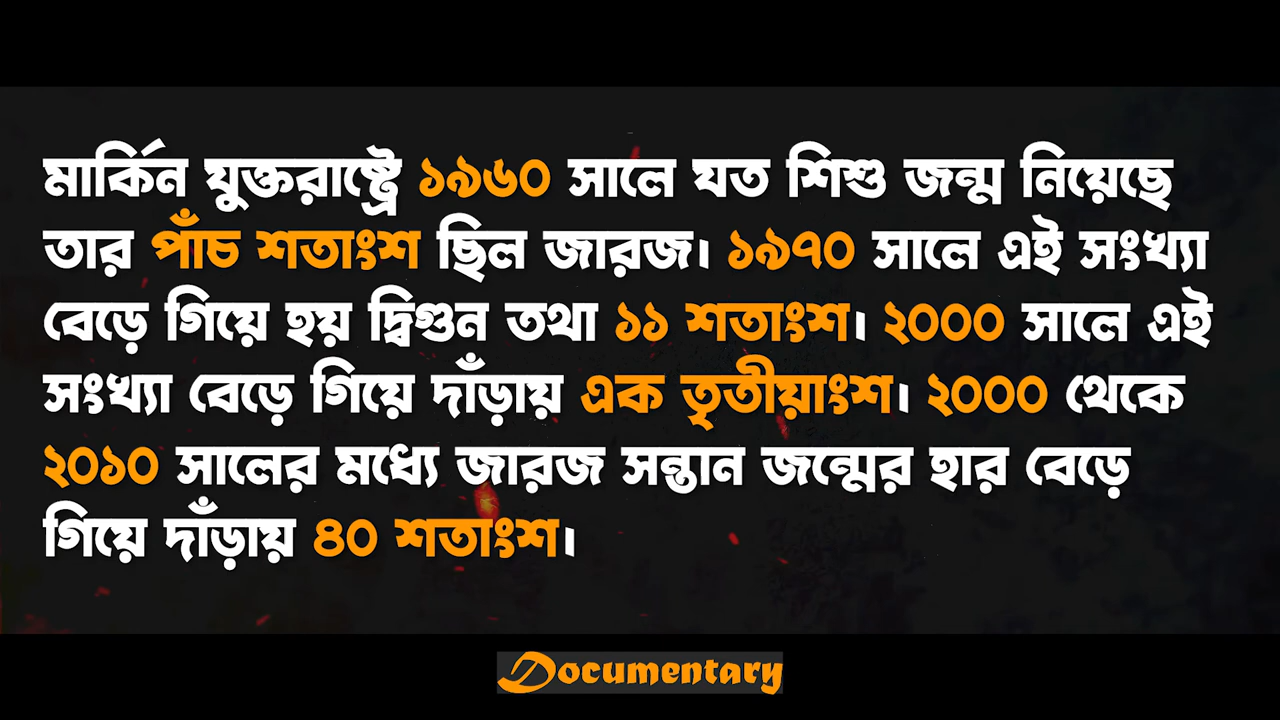 মার্কিন যুক্তরাষ্ট্রে ১৯৬০ সালে যত শিশু জন্ম নিয়েছে
তার পাঁচ শতাংশ ছিল জারজ। ১৯৭০ সালে এই সংখ্যা
বেড়ে গিয়ে হয় দ্বিগুন তথা ১১ শতাংশ। ২০০০ সালে এই
সংখ্যা বেড়ে গিয়ে দাঁড়ায় এক তৃতীয়াংশ। ২০০০ থেকে
২০১০ সালের মধ্যে জারজ সন্তান জন্মের হার বেড়ে
গিয়ে দাঁড়ায় ৪০ শতাংশ।
Documentary